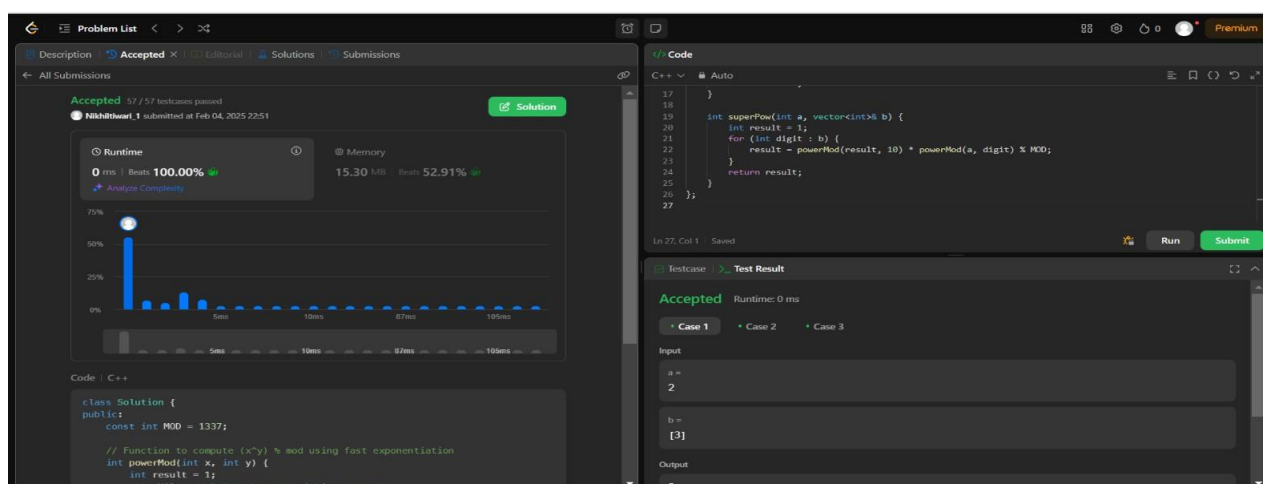 Problem List
0
Premium
Description
Accepted
Editorial
Solutions
Submissions
All Submissions
Accepted 57 / 57 testcases passed
Nikhiltiwari_1 submitted at Feb 04, 2025 22:51
Solution
Runtime
0 ms Beats 100.00%
Analyze Complexity
Memory
15.30 MB Beats 52.91%
75%
50%
25%
0%
5ms 10ms 87ms 105ms
5ms 10ms 87ms 105ms
Code C++
class Solution {
public:
const int MOD = 1337;
// Function to compute (x^y) % mod using fast exponentiation
int powerMod(int x, int y) {
int result = 1;
</> Code
C++ Auto
17 }
18
19 int superPow(int a, vector<int>& b) {
20 int result = 1;
21 for (int digit : b) {
22 result = powerMod(result, 10) * powerMod(a, digit) % MOD;
23 }
24 return result;
25 }
26 };
27
Ln 27, Col 1 Saved
Run
Submit
Testcase
>_ Test Result
Accepted Runtime: 0 ms
• Case 1 • Case 2 • Case 3
Input
a =
2
b =
[3]
Output